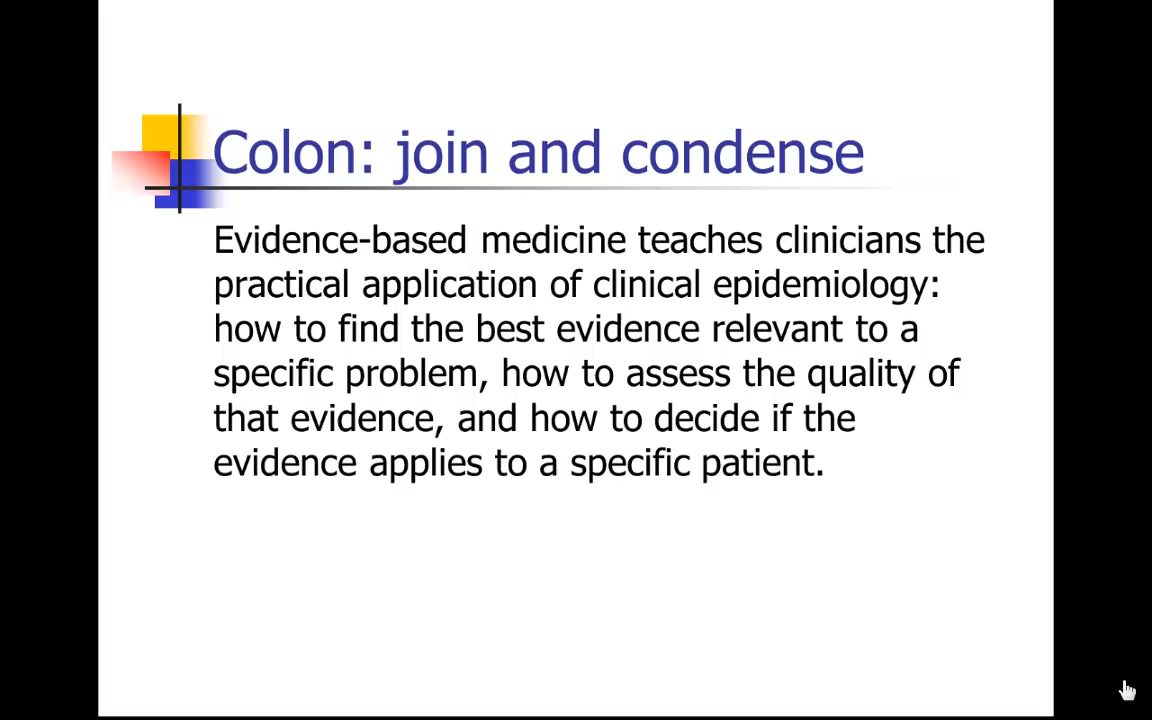 Colon: join and condense
Evidence-based medicine teaches clinicians the
practical application of clinical epidemiology:
how to find the best evidence relevant to a
specific problem, how to assess the quality of
that evidence, and how to decide if the
evidence applies to a specific patient.